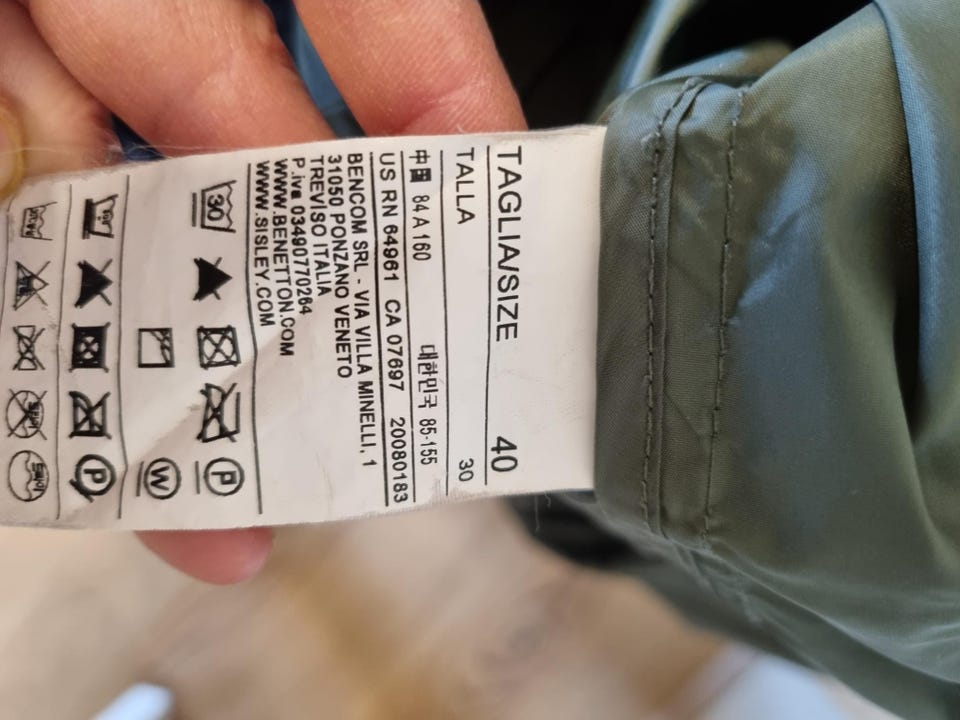 TAGLIA/SIZE 40
TALLA 30
中国 84 A 160 대한민국 85-155
US RN 64961 CA 07697 20080183
BENCOM SRL - VIA VILLA MINELLI, 1
31050 PONZANO VENETO
TREVISO ITALIA
P.iva 03490770264
WWW.BENETTON.COM
WWW.SISLEY.COM
30 P
W
P